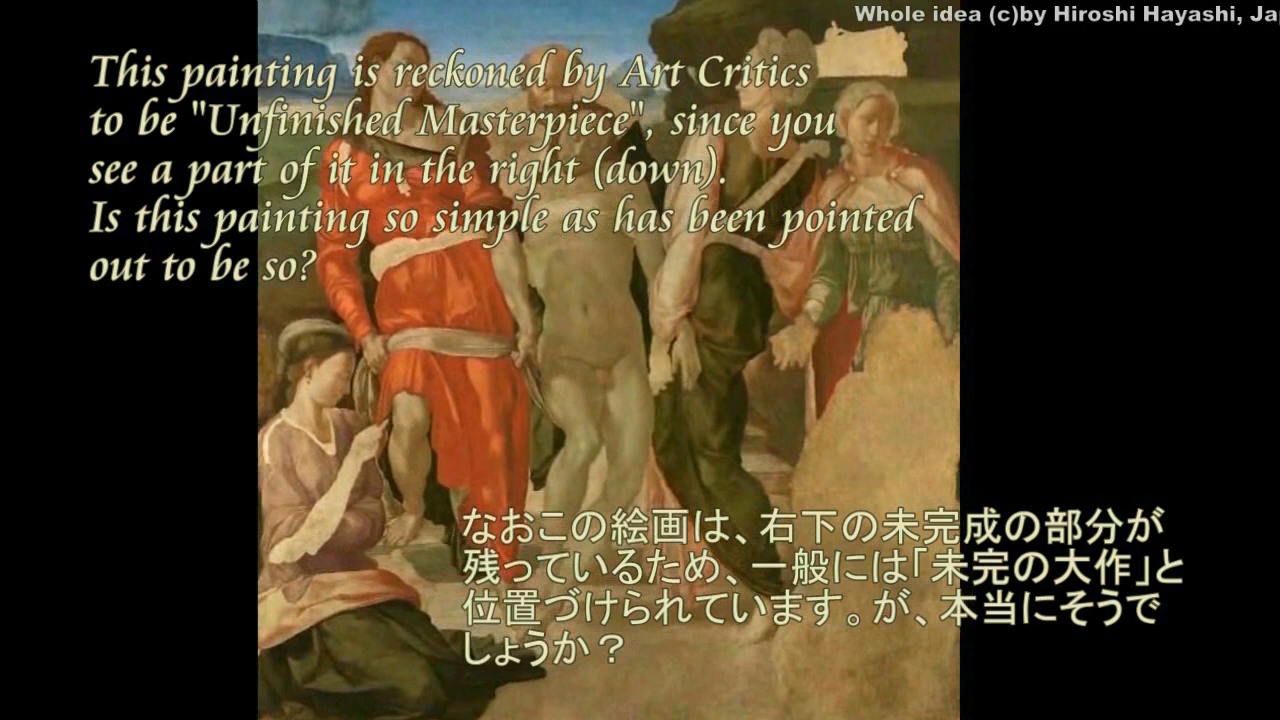 Whole idea (c)by Hiroshi Hayashi, Ja
This painting is reckoned by Art Critics
to be "Unfinished Masterpiece", since you
see a part of it in the right (down).
Is this painting so simple as has been pointed
out to be so?
なおこの絵画は、右下の未完成の部分が
残っているため、一般には「未完の大作」と
位置づけられています。が、本当にそうで
しょうか？